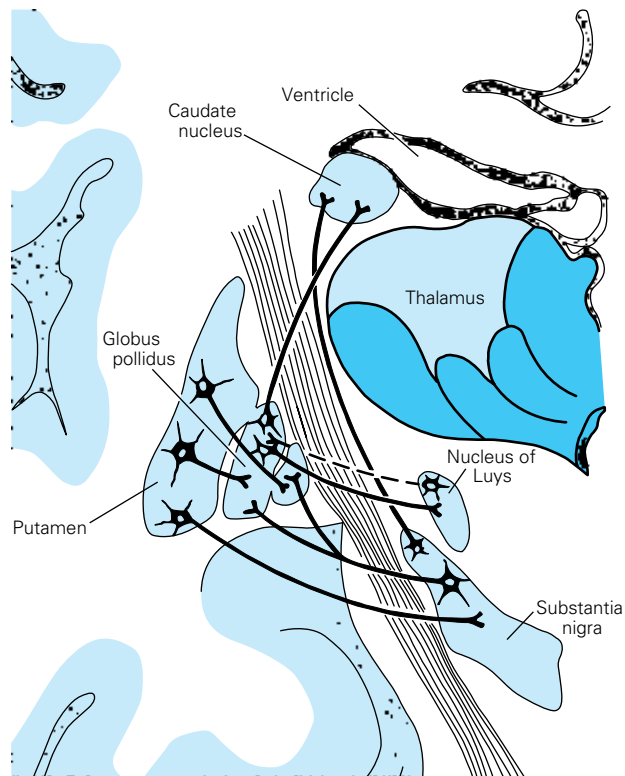 Ventricle
Caudate
nucleus
Thalamus
Globus
pollidus
Nucleus of
Luys
Putamen
Substantia
nigra